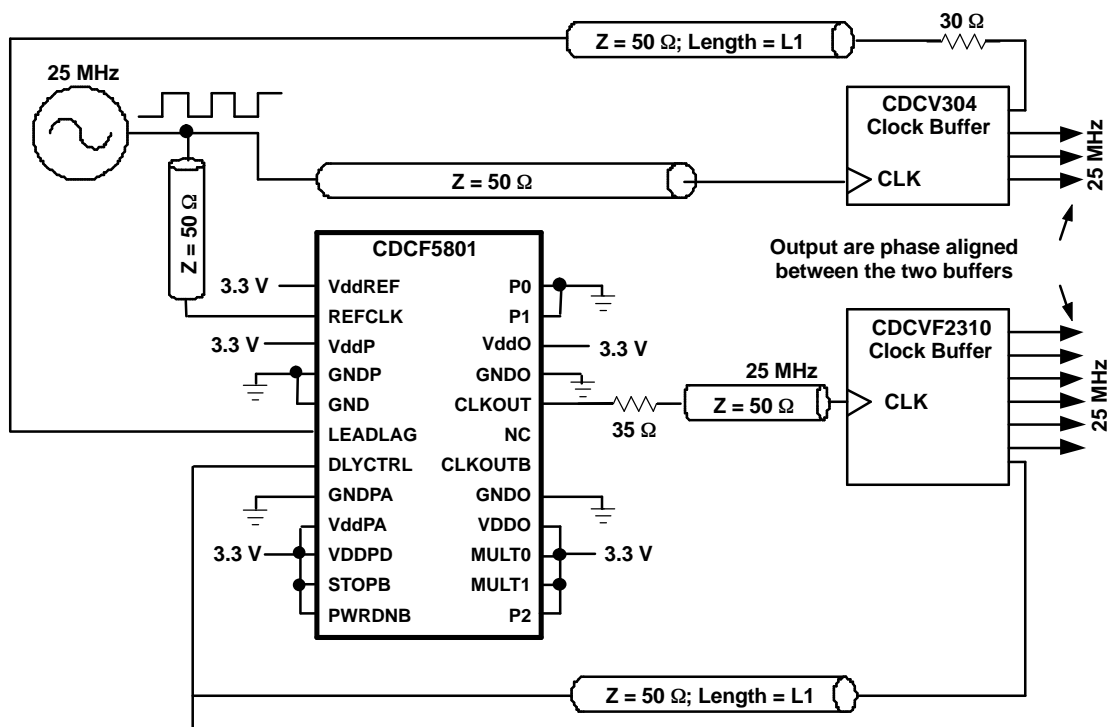 Z = 50 Ω; Length = L1
30 Ω
25 MHz
CDCV304
Clock Buffer
CLK
25 MHz
Z = 50 Ω
Z = 50 Ω
Output are phase aligned
between the two buffers
CDCF5801
3.3 V
VddREF
REFCLK
3.3 V
VddP
GNDP
GND
LEADLAG
DLYCTRL
GNDPA
VddPA
3.3 V
VDDPD
STOPB
PWRDNB
P0
P1
VddO
3.3 V
GNDO
CLKOUT
NC
CLKOUTB
GNDO
VDDO
MULT0
3.3 V
MULT1
P2
35 Ω
25 MHz
Z = 50 Ω
CDCVF2310
Clock Buffer
CLK
25 MHz
Z = 50 Ω; Length = L1